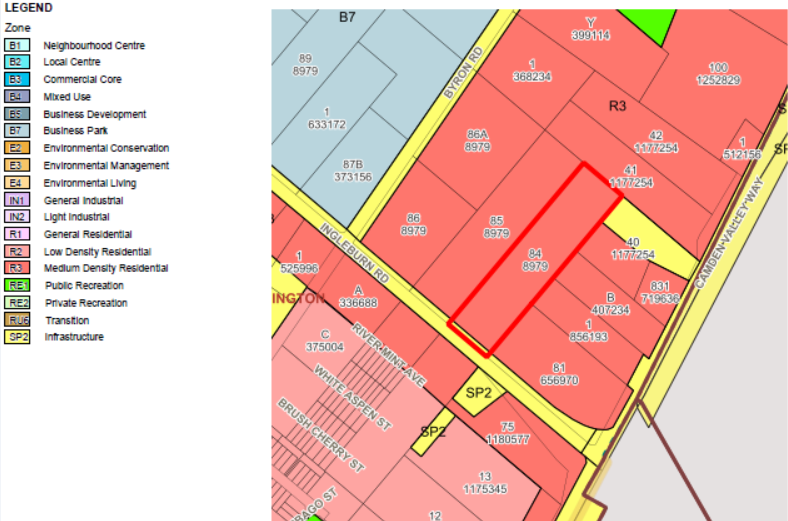 LEGEND
Zone
B1 Neighbourhood Centre
B2 Local Centre
B3 Commercial Core
B4 Mixed Use
B5 Business Development
B7 Business Park
E2 Environmental Conservation
E3 Environmental Management
E4 Environmental Living
IN1 General Industrial
IN2 Light Industrial
R1 General Residential
R2 Low Density Residential
R3 Medium Density Residential
RE1 Public Recreation
RE2 Private Recreation
RU6 Transition
SP2 Infrastructure
B7
Y
399114
89
8979
BYRON RD
1
368234
100
1252829
R3
1
633172
86A
8979
42
1177254
1
512156
87B
373156
41
1177254
CAMDEN VALLEY WAY
86
8979
85
8979
INGLEBURN RD
84
8979
40
1177254
1
525996
A
336688
B
407234
831
719636
INGTON
1
856193
C
375004
RIVERMINT AVE
WHITE ASPEN ST
81
656970
SP2
BRUSH CHERRY ST
SP2
75
1180577
13
1175345
RAGO ST
12